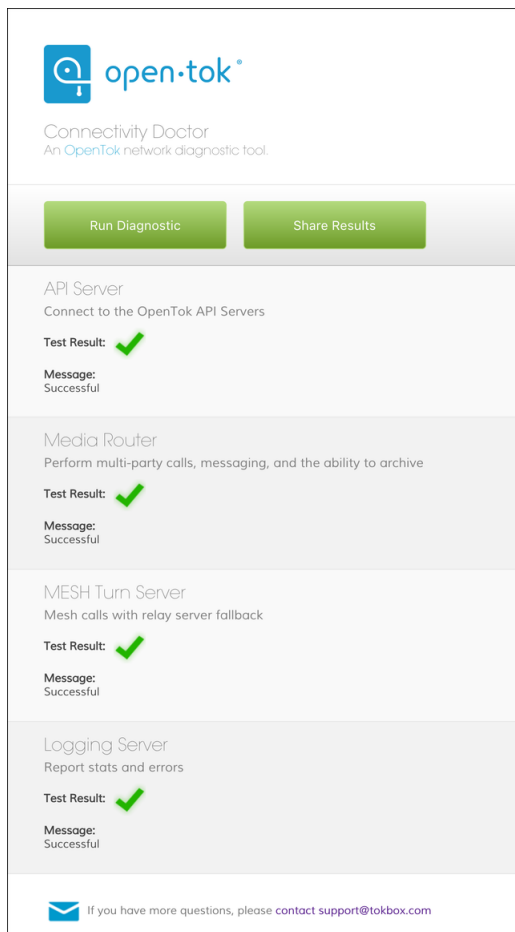 open·tok®
Connectivity Doctor
An OpenTok network diagnostic tool.
Run Diagnostic
Share Results
API Server
Connect to the OpenTok API Servers
Test Result:
Message:
Successful
Media Router
Perform multi-party calls, messaging, and the ability to archive
Test Result:
Message:
Successful
MESH Turn Server
Mesh calls with relay server fallback
Test Result:
Message:
Successful
Logging Server
Report stats and errors
Test Result:
Message:
Successful
If you have more questions, please contact support@tokbox.com